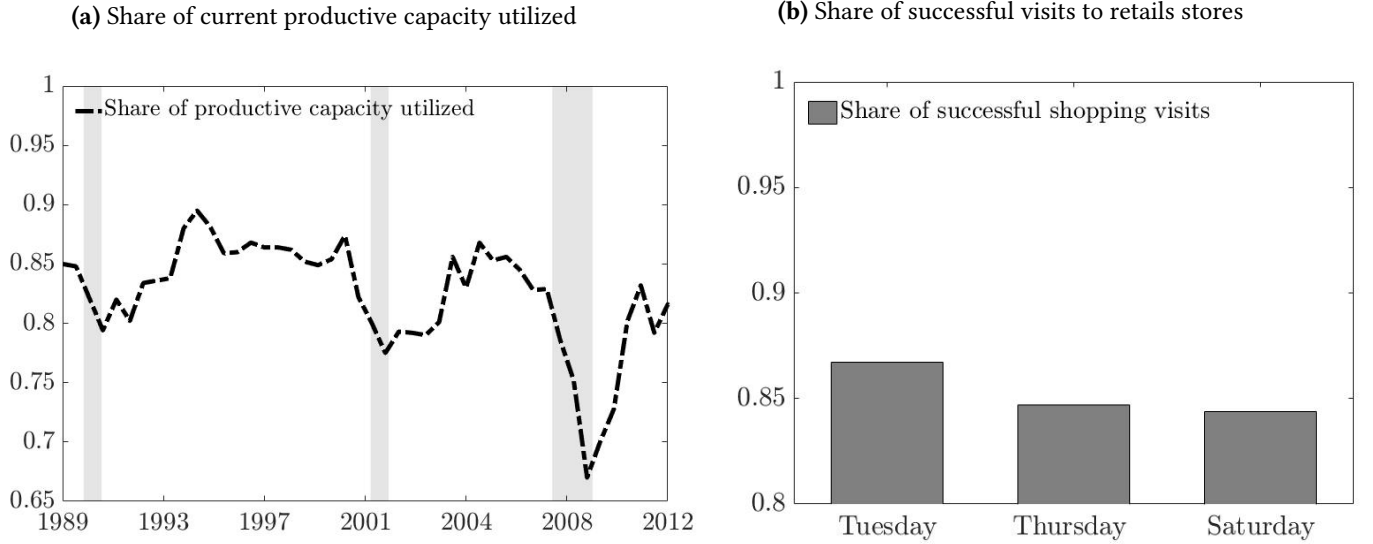 (a) Share of current productive capacity utilized
1
Share of productive capacity utilized
0.95
0.9
0.85
0.8
0.75
0.7
0.65
1989 1993 1997 2001 2004 2008 2012
(b) Share of successful visits to retails stores
1
Share of successful shopping visits
0.95
0.9
0.85
0.8
Tuesday Thursday Saturday